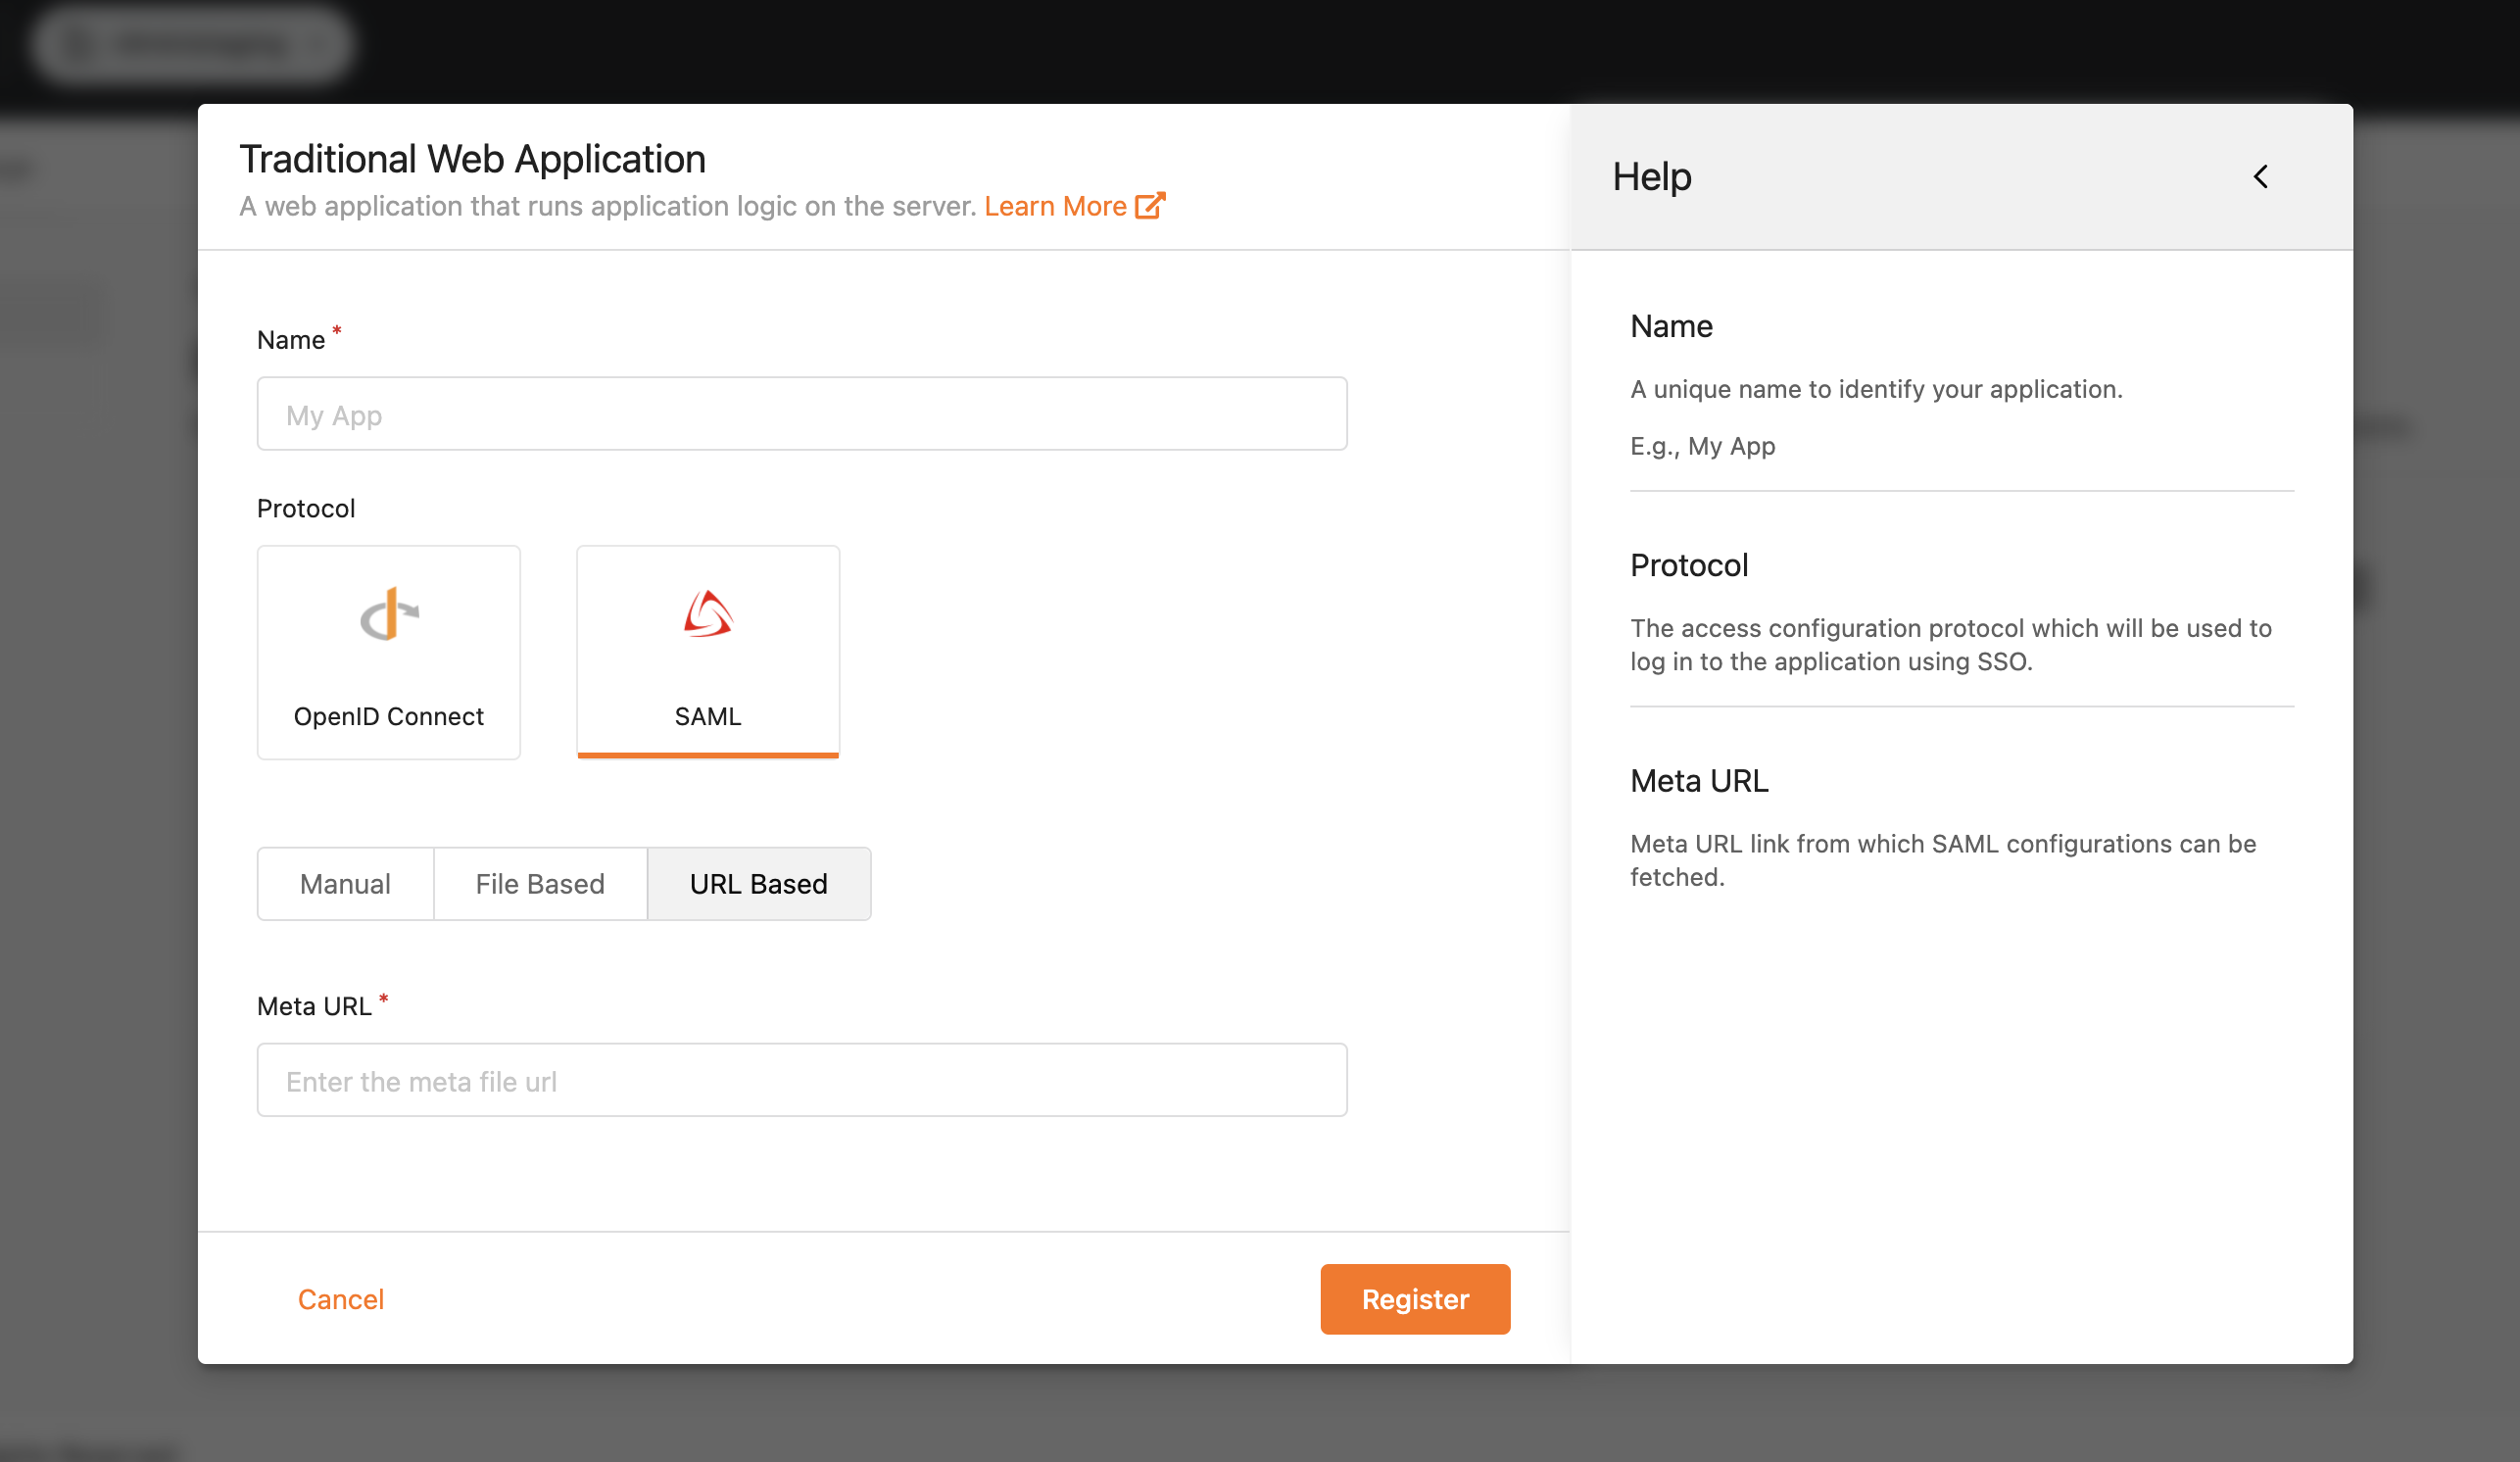 Traditional Web Application
A web application that runs application logic on the server. Learn More
Name *
My App
Protocol
OpenID Connect
SAML
Manual
File Based
URL Based
Meta URL *
Enter the meta file url
Cancel
Register
Help
Name
A unique name to identify your application.
E.g., My App
Protocol
The access configuration protocol which will be used to
log in to the application using SSO.
Meta URL
Meta URL link from which SAML configurations can be
fetched.